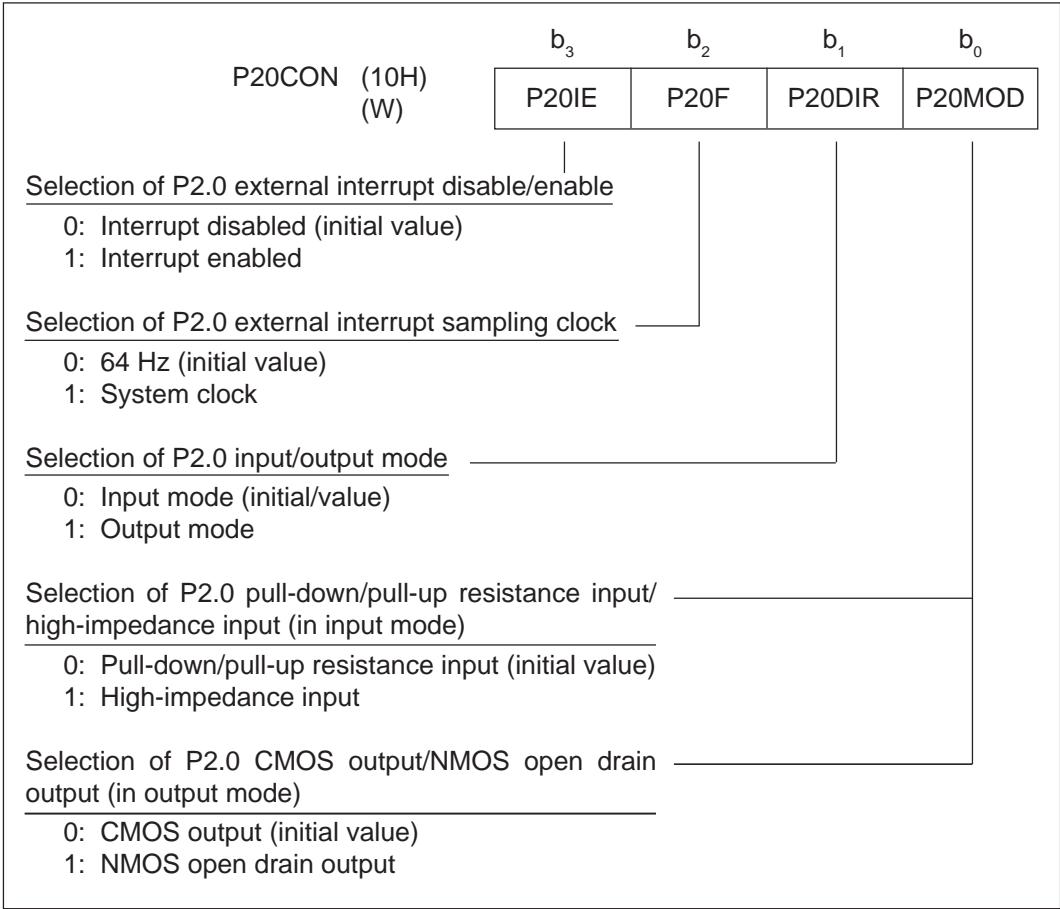 b3 b2 b1 b0
P20CON (10H)
(W)
P20IE P20F P20DIR P20MOD
Selection of P2.0 external interrupt disable/enable
0: Interrupt disabled (initial value)
1: Interrupt enabled
Selection of P2.0 external interrupt sampling clock
0: 64 Hz (initial value)
1: System clock
Selection of P2.0 input/output mode
0: Input mode (initial/value)
1: Output mode
Selection of P2.0 pull-down/pull-up resistance input/
high-impedance input (in input mode)
0: Pull-down/pull-up resistance input (initial value)
1: High-impedance input
Selection of P2.0 CMOS output/NMOS open drain
output (in output mode)
0: CMOS output (initial value)
1: NMOS open drain output